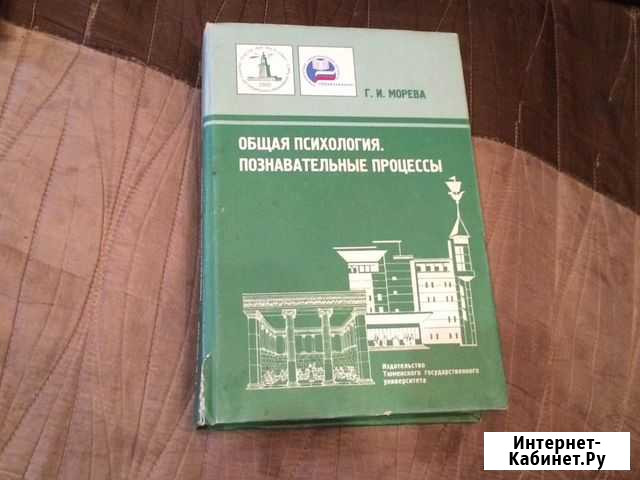 Г. И. МОРЕВА
ОБЩАЯ ПСИХОЛОГИЯ.
ПОЗНАВАТЕЛЬНЫЕ ПРОЦЕССЫ
Издательство
Тюменского государственного
университета
Интернет-
Кабинет.Ру